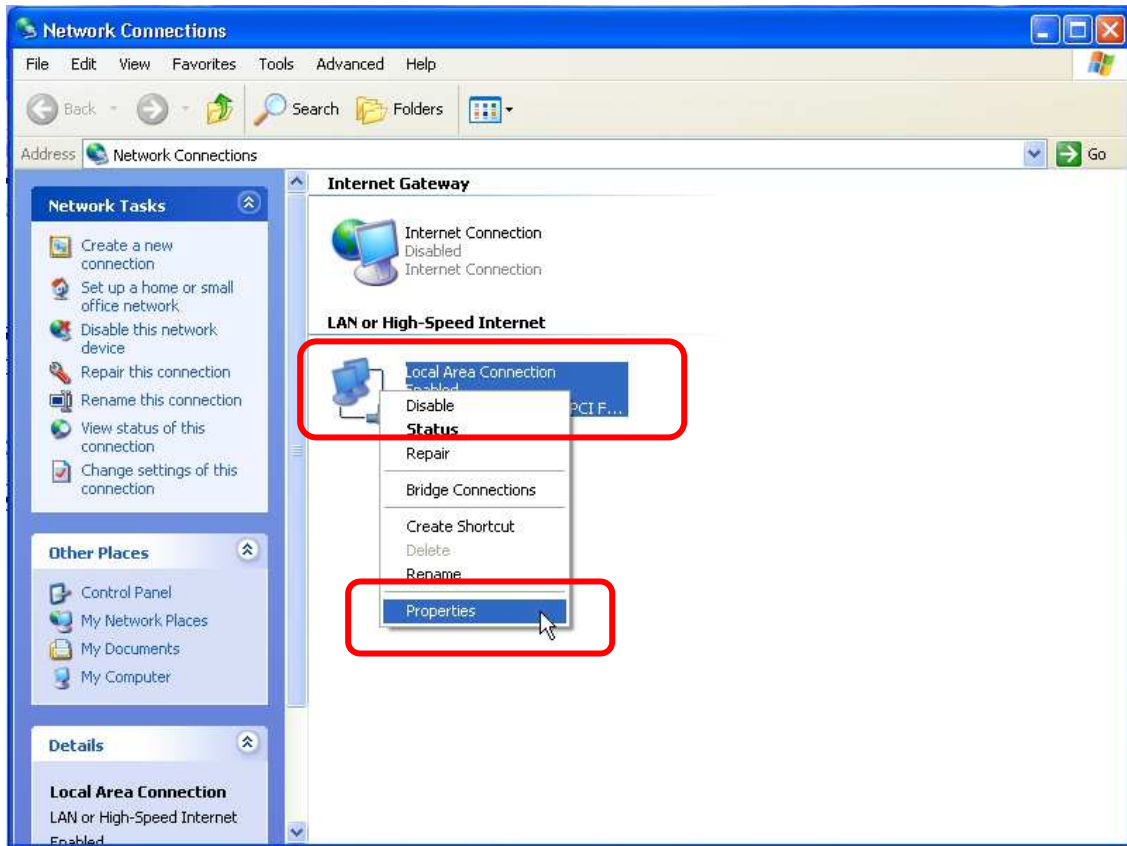 Network Connections
File Edit View Favorites Tools Advanced Help
Back Search Folders
Address Network Connections Go
Network Tasks
Create a new
connection
Set up a home or small
office network
Disable this network
device
Repair this connection
Rename this connection
View status of this
connection
Change settings of this
connection
Other Places
Control Panel
My Network Places
My Documents
My Computer
Details
Local Area Connection
LAN or High-Speed Internet
Enabled
Internet Gateway
Internet Connection
Disabled
Internet Connection
LAN or High-Speed Internet
Local Area Connection
Enabled
PCI F...
Disable
Status
Repair
Bridge Connections
Create Shortcut
Delete
Rename
Properties